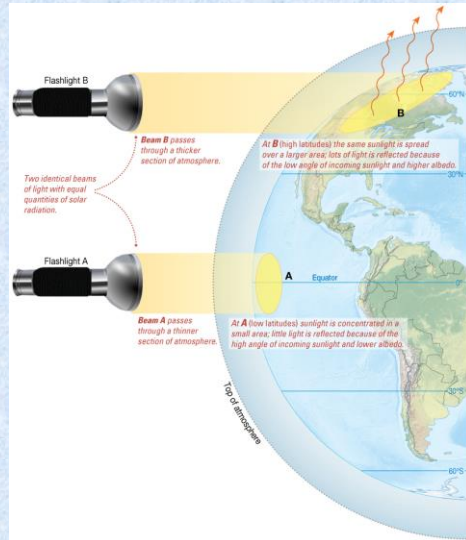 Flashlight B
60°N
B
Beam B passes
through a thicker
section of atmosphere.
At B (high latitudes) the same sunlight is spread
over a larger area; lots of light is reflected because
of the low angle of incoming sunlight and higher albedo.
Two identical beams
of light with equal
quantities of solar
radiation.
30°N
Flashlight A
A
Equator
0°
Beam A passes
through a thinner
section of atmosphere.
At A (low latitudes) sunlight is concentrated in a
small area; little light is reflected because of the
high angle of incoming sunlight and lower albedo.
Top of atmosphere
30°S
60°S